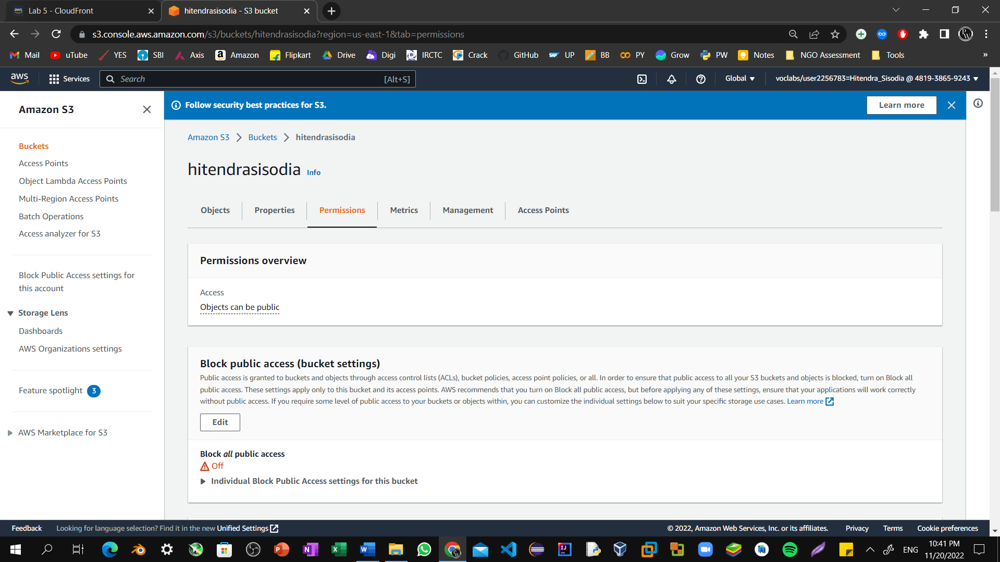 Lab 5 - CloudFront
hitendrasisodia - S3 bucket
s3.console.aws.amazon.com/s3/buckets/hitendrasisodia?region=us-east-1&tab=permissions
Mail uTube YES SBI Axis Amazon Flipkart Drive Digi IRCTC Crack GitHub UP BB PY Grow PW Notes NGO Assessment Tools »
aws Services Search [Alt+S] Global voclabs/user2256783=Hitendra_Sisodia @ 4819-3865-9243
Amazon S3
Buckets
Access Points
Object Lambda Access Points
Multi-Region Access Points
Batch Operations
Access analyzer for S3
Block Public Access settings for
this account
Storage Lens
Dashboards
AWS Organizations settings
Feature spotlight 3
AWS Marketplace for S3
Follow security best practices for S3.
Learn more
Amazon S3 Buckets hitendrasisodia
hitendrasisodia Info
Objects Properties Permissions Metrics Management Access Points
Permissions overview
Access
Objects can be public
Block public access (bucket settings)
Public access is granted to buckets and objects through access control lists (ACLs), bucket policies, access point policies, or all. In order to ensure that public access to all your S3 buckets and objects is blocked, turn on Block all
public access. These settings apply only to this bucket and its access points. AWS recommends that you turn on Block all public access, but before applying any of these settings, ensure that your applications will work correctly
without public access. If you require some level of public access to your buckets or objects within, you can customize the individual settings below to suit your specific storage use cases. Learn more
Edit
Block all public access
Off
Individual Block Public Access settings for this bucket
Feedback Looking for language selection? Find it in the new Unified Settings © 2022, Amazon Web Services, Inc. or its affiliates. Privacy Terms Cookie preferences
ENG
10:41 PM
11/20/2022